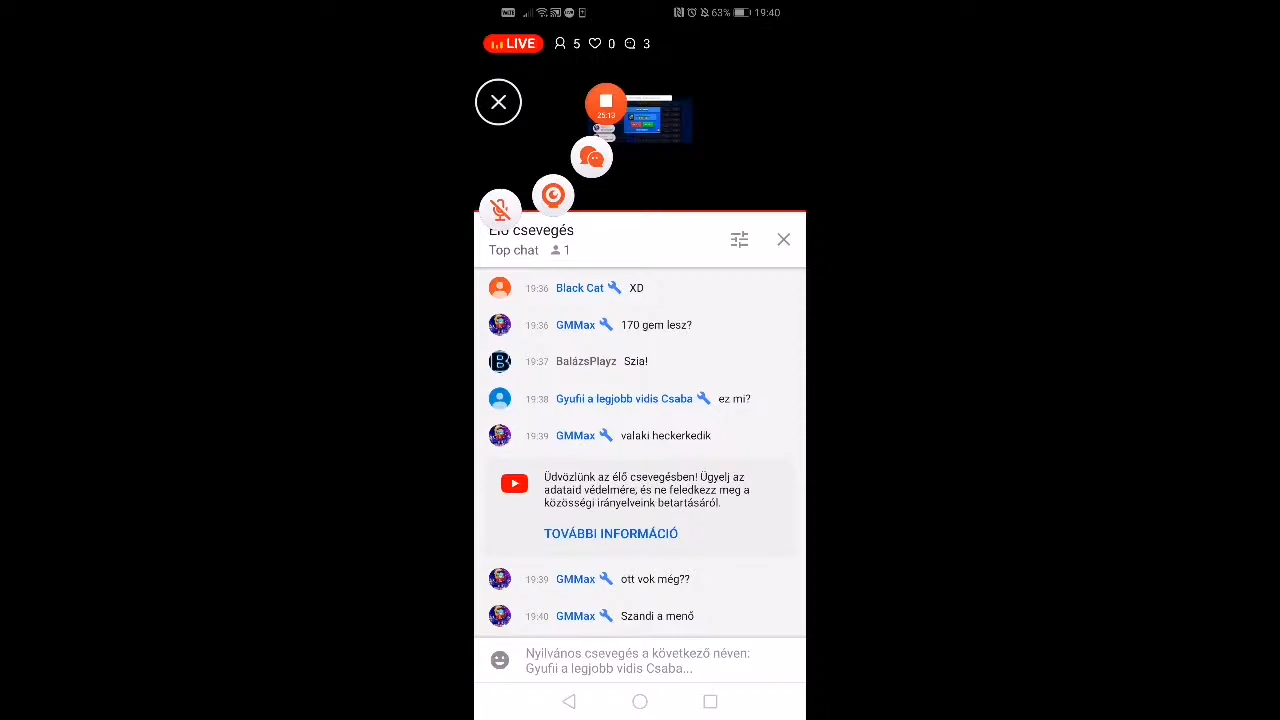 VoLTE 63% 19:40
LIVE 5 0 3
25:13
Élő csevegés
Top chat 1
19:36 Black Cat XD
19:36 GMMax 170 gem lesz?
19:37 BalázsPlayz Szia!
19:38 Gyufii a legjobb vidis Csaba ez mi?
19:39 GMMax valaki heckerkedik
Üdvözlünk az élő csevegésben! Ügyelj az
adataid védelmére, és ne feledkezz meg a
közösségi irányelveink betartásáról.
TOVÁBBI INFORMÁCIÓ
19:39 GMMax ott vok még??
19:40 GMMax Szandi a menő
Nyilvános csevegés a következő néven:
Gyufii a legjobb vidis Csaba...